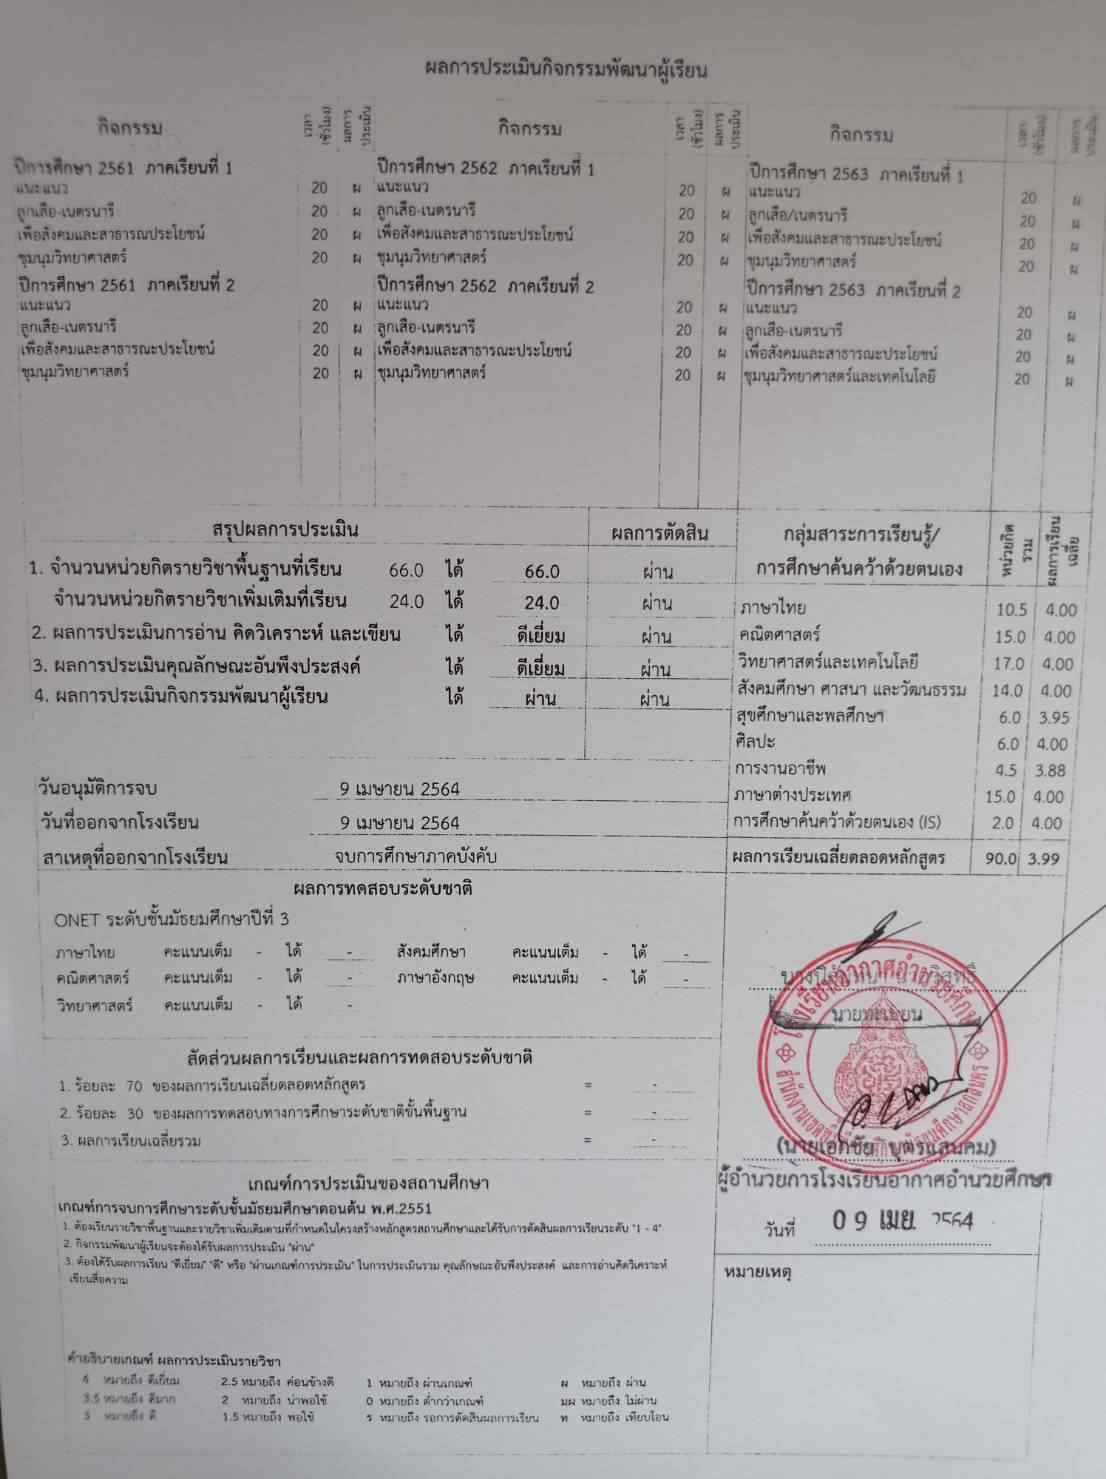 ผลการประเมินกิจกรรมพัฒนาผู้เรียน
กิจกรรม เวลา (ชั่วโมง) ผลการประเมิน กิจกรรม เวลา (ชั่วโมง) ผลการประเมิน กิจกรรม เวลา (ชั่วโมง) ผลการประเมิน
ปีการศึกษา 2561 ภาคเรียนที่ 1 ปีการศึกษา 2562 ภาคเรียนที่ 1 ปีการศึกษา 2563 ภาคเรียนที่ 1
แนะแนว 20 ผ แนะแนว 20 ผ แนะแนว 20 ผ
ลูกเสือ-เนตรนารี 20 ผ ลูกเสือ-เนตรนารี 20 ผ ลูกเสือ/เนตรนารี 20 ผ
เพื่อสังคมและสาธารณประโยชน์ 20 ผ เพื่อสังคมและสาธารณะประโยชน์ 20 ผ เพื่อสังคมและสาธารณะประโยชน์ 20 ผ
ชุมนุมวิทยาศาสตร์ 20 ผ ชุมนุมวิทยาศาสตร์ 20 ผ ชุมนุมวิทยาศาสตร์ 20 ผ
ปีการศึกษา 2561 ภาคเรียนที่ 2 ปีการศึกษา 2562 ภาคเรียนที่ 2 ปีการศึกษา 2563 ภาคเรียนที่ 2
แนะแนว 20 ผ แนะแนว 20 ผ แนะแนว 20 ผ
ลูกเสือ-เนตรนารี 20 ผ ลูกเสือ-เนตรนารี 20 ผ ลูกเสือ-เนตรนารี 20 ผ
เพื่อสังคมและสาธารณะประโยชน์ 20 ผ เพื่อสังคมและสาธารณะประโยชน์ 20 ผ เพื่อสังคมและสาธารณะประโยชน์ 20 ผ
ชุมนุมวิทยาศาสตร์ 20 ผ ชุมนุมวิทยาศาสตร์ 20 ผ ชุมนุมวิทยาศาสตร์และเทคโนโลยี 20 ผ
สรุปผลการประเมิน ผลการตัดสิน
1. จำนวนหน่วยกิตรายวิชาพื้นฐานที่เรียน 66.0 ได้ 66.0 ผ่าน
จำนวนหน่วยกิตรายวิชาเพิ่มเติมที่เรียน 24.0 ได้ 24.0 ผ่าน
2. ผลการประเมินการอ่าน คิดวิเคราะห์ และเขียน ได้ ดีเยี่ยม ผ่าน
3. ผลการประเมินคุณลักษณะอันพึงประสงค์ ได้ ดีเยี่ยม ผ่าน
4. ผลการประเมินกิจกรรมพัฒนาผู้เรียน ได้ ผ่าน ผ่าน
วันอนุมัติการจบ 9 เมษายน 2564
วันที่ออกจากโรงเรียน 9 เมษายน 2564
สาเหตุที่ออกจากโรงเรียน จบการศึกษาภาคบังคับ
กลุ่มสาระการเรียนรู้/ หน่วยกิตรวม ผลการเรียนเฉลี่ย
การศึกษาค้นคว้าด้วยตนเอง
ภาษาไทย 10.5 4.00
คณิตศาสตร์ 15.0 4.00
วิทยาศาสตร์และเทคโนโลยี 17.0 4.00
สังคมศึกษา ศาสนา และวัฒนธรรม 14.0 4.00
สุขศึกษาและพลศึกษา 6.0 3.95
ศิลปะ 6.0 4.00
การงานอาชีพ 4.5 3.88
ภาษาต่างประเทศ 15.0 4.00
การศึกษาค้นคว้าด้วยตนเอง (IS) 2.0 4.00
ผลการเรียนเฉลี่ยตลอดหลักสูตร 90.0 3.99
ผลการทดสอบระดับชาติ
ONET ระดับชั้นมัธยมศึกษาปีที่ 3
ภาษาไทย คะแนนเต็ม - ได้ - สังคมศึกษา คะแนนเต็ม - ได้ -
คณิตศาสตร์ คะแนนเต็ม - ได้ - ภาษาอังกฤษ คะแนนเต็ม - ได้ -
วิทยาศาสตร์ คะแนนเต็ม - ได้ -
สัดส่วนผลการเรียนและผลการทดสอบระดับชาติ
1. ร้อยละ 70 ของผลการเรียนเฉลี่ยตลอดหลักสูตร = -
2. ร้อยละ 30 ของผลการทดสอบทางการศึกษาระดับชาติขั้นพื้นฐาน = -
3. ผลการเรียนเฉลี่ยรวม = -
เกณฑ์การประเมินของสถานศึกษา
เกณฑ์การจบการศึกษาระดับชั้นมัธยมศึกษาตอนต้น พ.ศ.2551
1. ต้องเรียนรายวิชาพื้นฐานและรายวิชาเพิ่มเติมตามที่กำหนดในโครงสร้างหลักสูตรสถานศึกษาและได้รับการตัดสินผลการเรียนระดับ "1 - 4"
2. กิจกรรมพัฒนาผู้เรียนจะต้องได้รับผลการประเมิน "ผ่าน"
3. ต้องได้รับผลการเรียน "ดีเยี่ยม" "ดี" หรือ "ผ่านเกณฑ์การประเมิน" ในการประเมินรวม คุณลักษณะอันพึงประสงค์ และการอ่านคิดวิเคราะห์
เขียนสื่อความ
คำอธิบายเกณฑ์ ผลการประเมินรายวิชา
4 หมายถึง ดีเยี่ยม 2.5 หมายถึง ค่อนข้างดี 1 หมายถึง ผ่านเกณฑ์ ผ หมายถึง ผ่าน
3.5 หมายถึง ดีมาก 2 หมายถึง น่าพอใช้ 0 หมายถึง ต่ำกว่าเกณฑ์ มผ หมายถึง ไม่ผ่าน
3 หมายถึง ดี 1.5 หมายถึง พอใช้ ร หมายถึง รอการตัดสินผลการเรียน ท หมายถึง เทียบโอน
นายทะเบียน
โรงเรียนอากาศอำนวยศึกษา
(นายเอกชัย บุตรแสนคม)
ผู้อำนวยการโรงเรียนอากาศอำนวยศึกษา
วันที่ 09 เมย 2564
หมายเหตุ